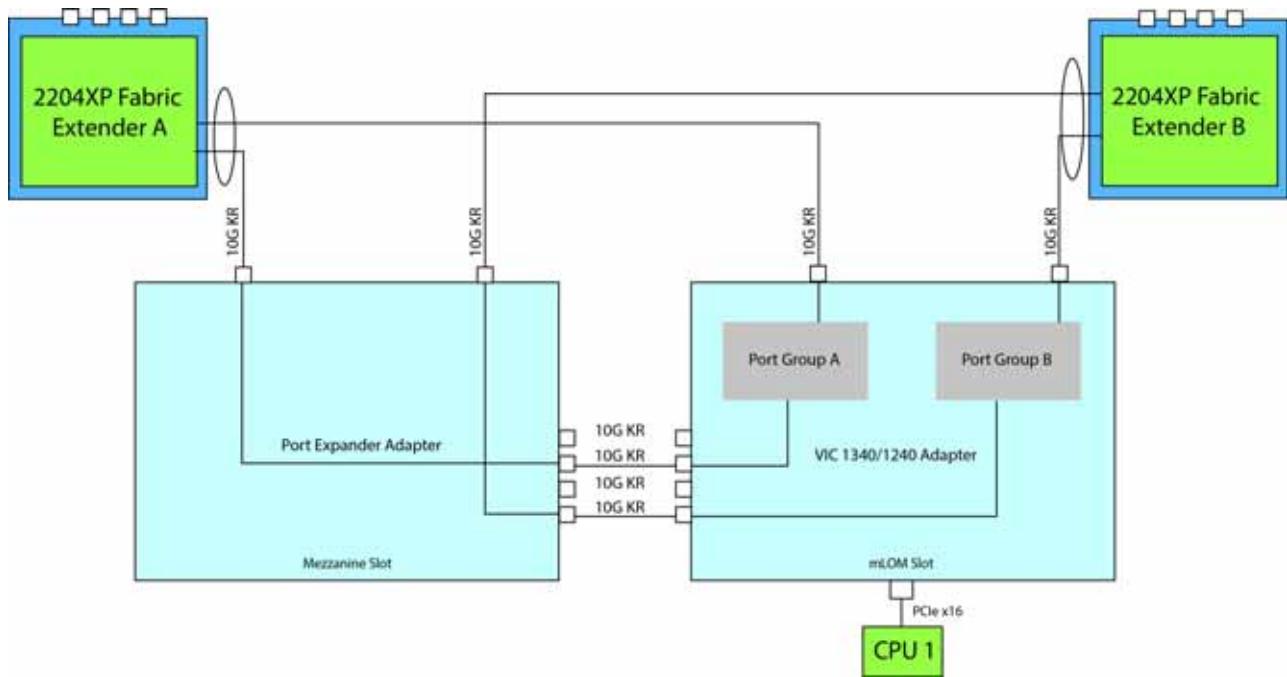 2204XP Fabric
Extender A
2204XP Fabric
Extender B
10G KR
10G KR
10G KR
10G KR
Port Group A
Port Group B
10G KR
10G KR
10G KR
10G KR
Port Expander Adapter
VIC 1340/1240 Adapter
Mezzanine Slot
mLOM Slot
PCIe x16
CPU 1